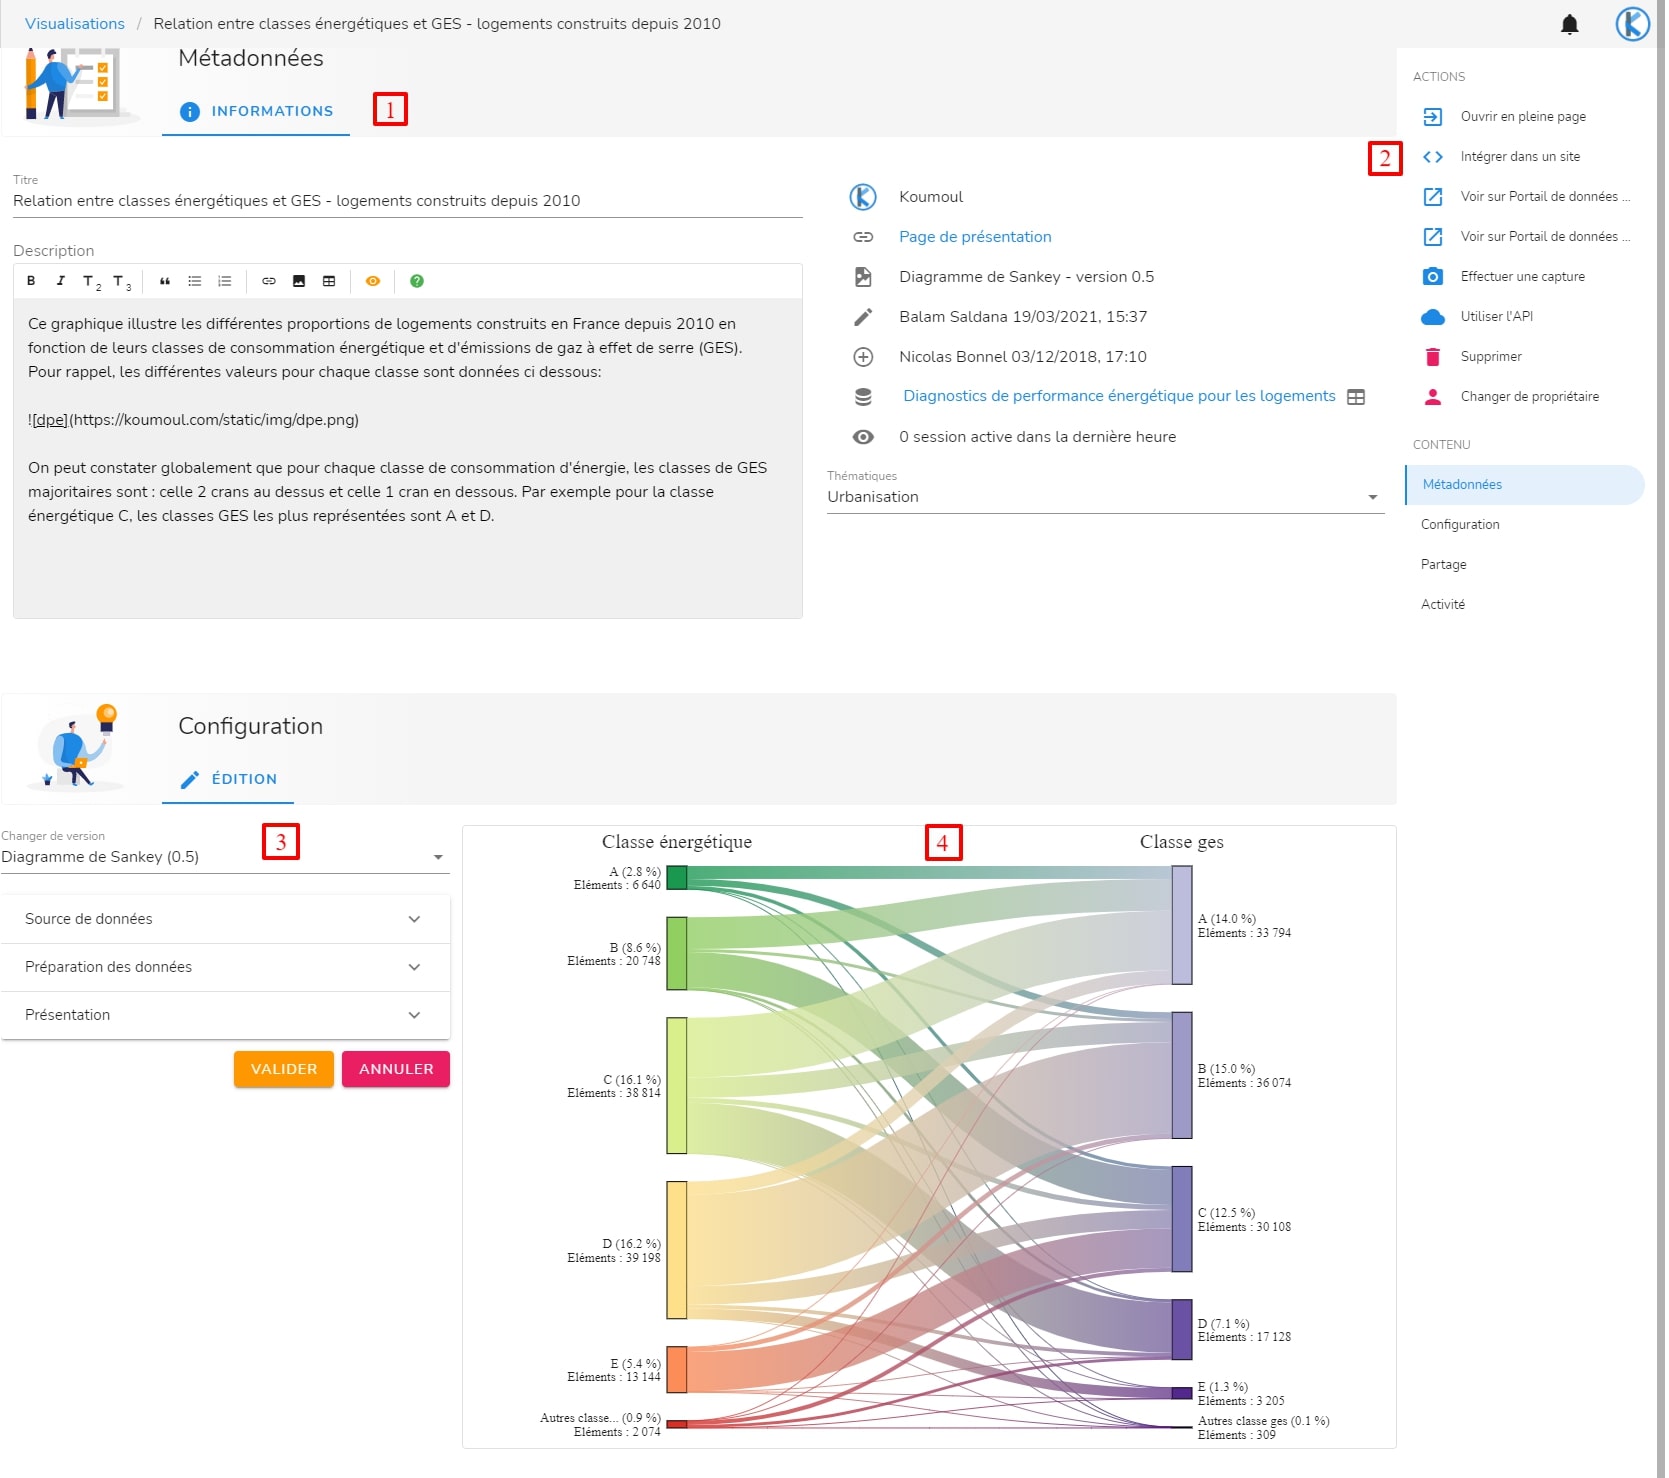 Visualisations / Relation entre classes énergétiques et GES - logements construits depuis 2010
Métadonnées
INFORMATIONS
1
Titre
Relation entre classes énergétiques et GES - logements construits depuis 2010
Description
B I T2 T3
Ce graphique illustre les différentes proportions de logements construits en France depuis 2010 en
fonction de leurs classes de consommation énergétique et d'émissions de gaz à effet de serre (GES).
Pour rappel, les différentes valeurs pour chaque classe sont données ci dessous:
![dpe](https://koumoul.com/static/img/dpe.png)
On peut constater globalement que pour chaque classe de consommation d'énergie, les classes de GES
majoritaires sont : celle 2 crans au dessus et celle 1 cran en dessous. Par exemple pour la classe
énergétique C, les classes GES les plus représentées sont A et D.
Koumoul
Page de présentation
Diagramme de Sankey - version 0.5
Balam Saldana 19/03/2021, 15:37
Nicolas Bonnel 03/12/2018, 17:10
Diagnostics de performance énergétique pour les logements
0 session active dans la dernière heure
Thématiques
Urbanisation
ACTIONS
Ouvrir en pleine page
2
Intégrer dans un site
Voir sur Portail de données ...
Voir sur Portail de données ...
Effectuer une capture
Utiliser l'API
Supprimer
Changer de propriétaire
CONTENU
Métadonnées
Configuration
Partage
Activité
Configuration
ÉDITION
Changer de version
Diagramme de Sankey (0.5)
3
Source de données
Préparation des données
Présentation
VALIDER
ANNULER
4
Classe énergétique
A (2.8 %)
Eléments : 6 640
B (8.6 %)
Eléments : 20 748
C (16.1 %)
Eléments : 38 814
D (16.2 %)
Eléments : 39 198
E (5.4 %)
Eléments : 13 144
Autres classe... (0.9 %)
Eléments : 2 074
Classe ges
A (14.0 %)
Eléments : 33 794
B (15.0 %)
Eléments : 36 074
C (12.5 %)
Eléments : 30 108
D (7.1 %)
Eléments : 17 128
E (1.3 %)
Eléments : 3 205
Autres classe ges (0.1 %)
Eléments : 309